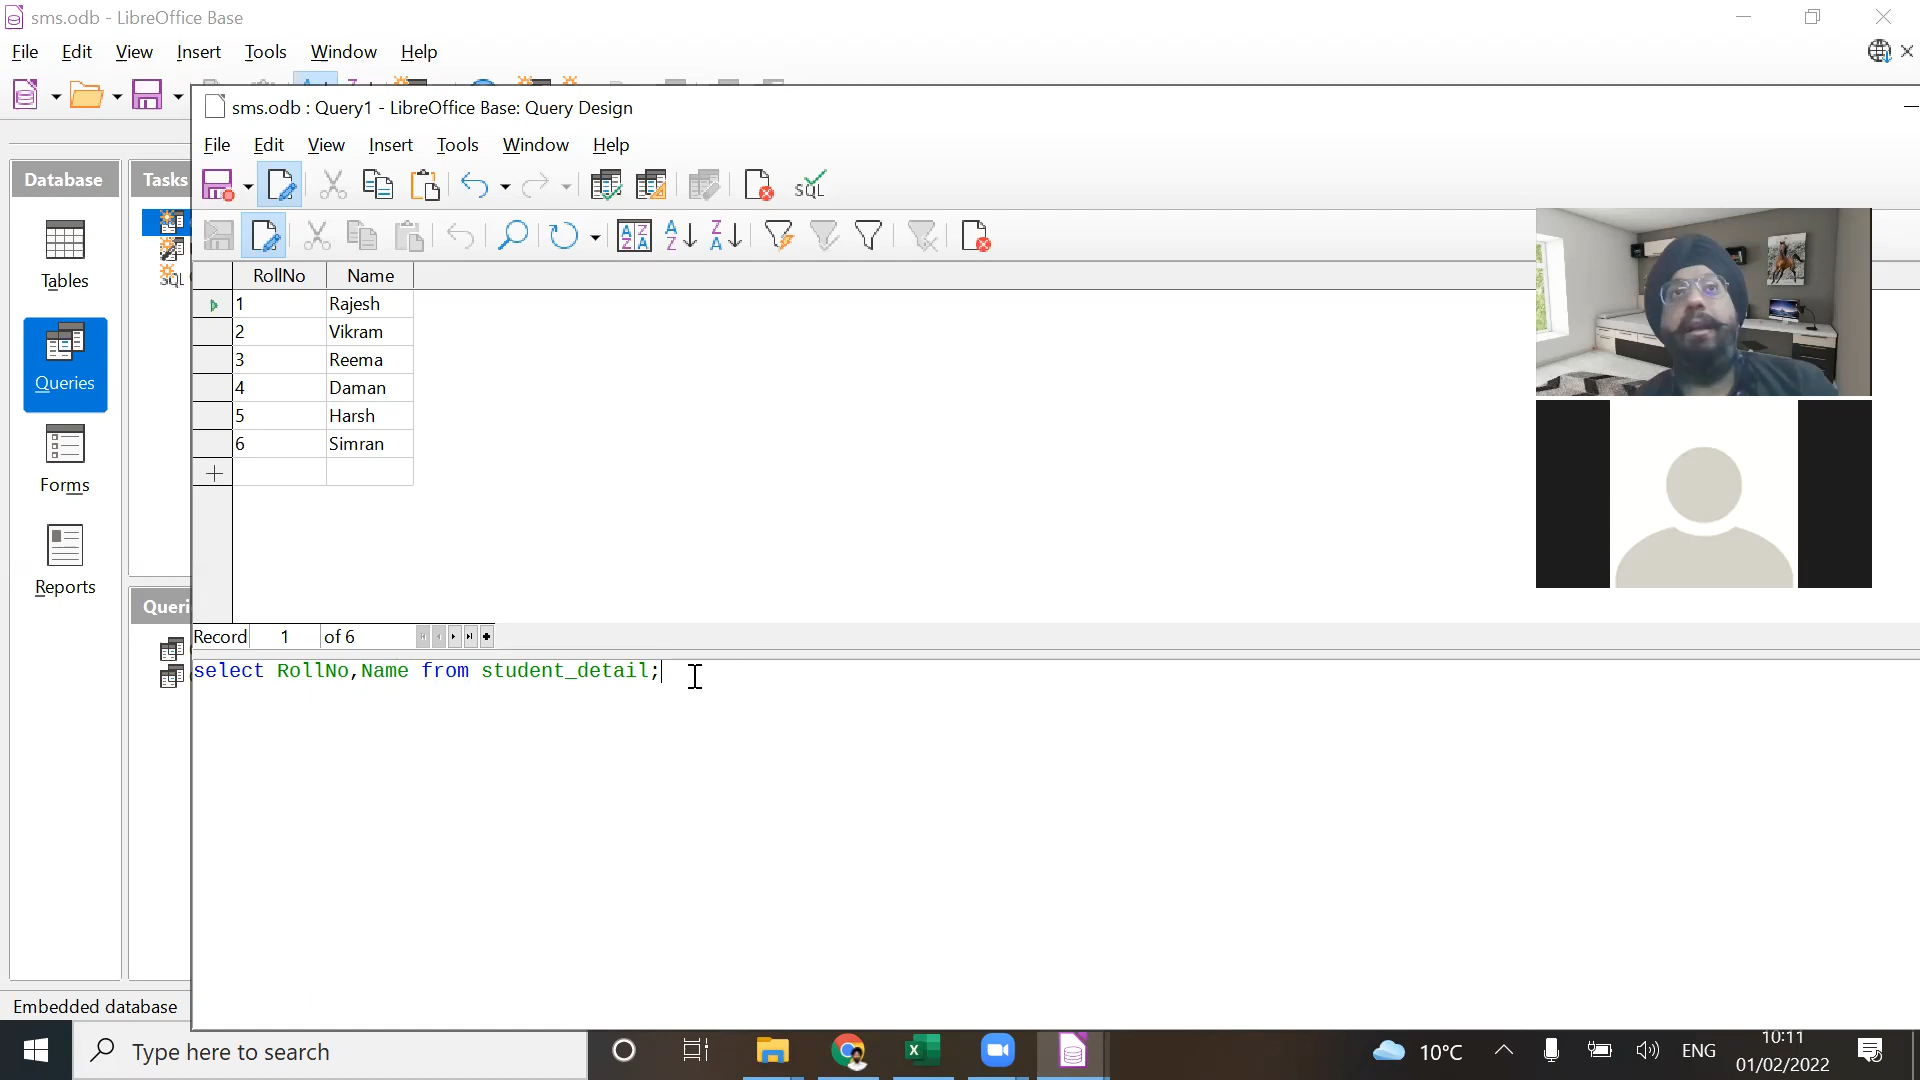 sms.odb - LibreOffice Base
File Edit View Insert Tools Window Help
sms.odb : Query1 - LibreOffice Base: Query Design
File Edit View Insert Tools Window Help
SQL
Database
Tasks
Tables
Queries
Forms
Reports
SQL
Queri
RollNo Name
1 Rajesh
2 Vikram
3 Reema
4 Daman
5 Harsh
6 Simran
Record 1 of 6
select RollNo,Name from student_detail;
Embedded database
Type here to search
10°C
ENG
10:11
01/02/2022